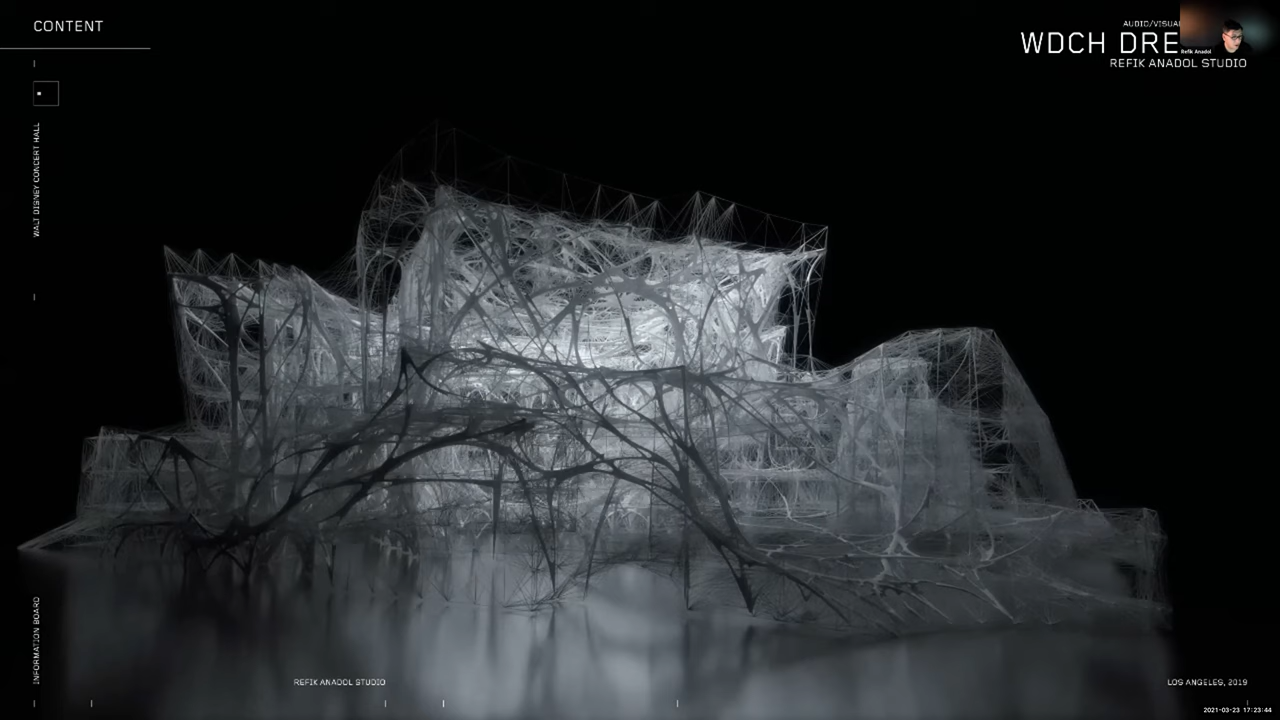 CONTENT
AUDIO/VISUA
WDCH DRE
Refik Anadol
REFIK ANADOL STUDIO
WALT DISNEY CONCERT HALL
INFORMATION BOARD
REFIK ANADOL STUDIO
LOS ANGELES, 2019
2021-03-23 17:23:44